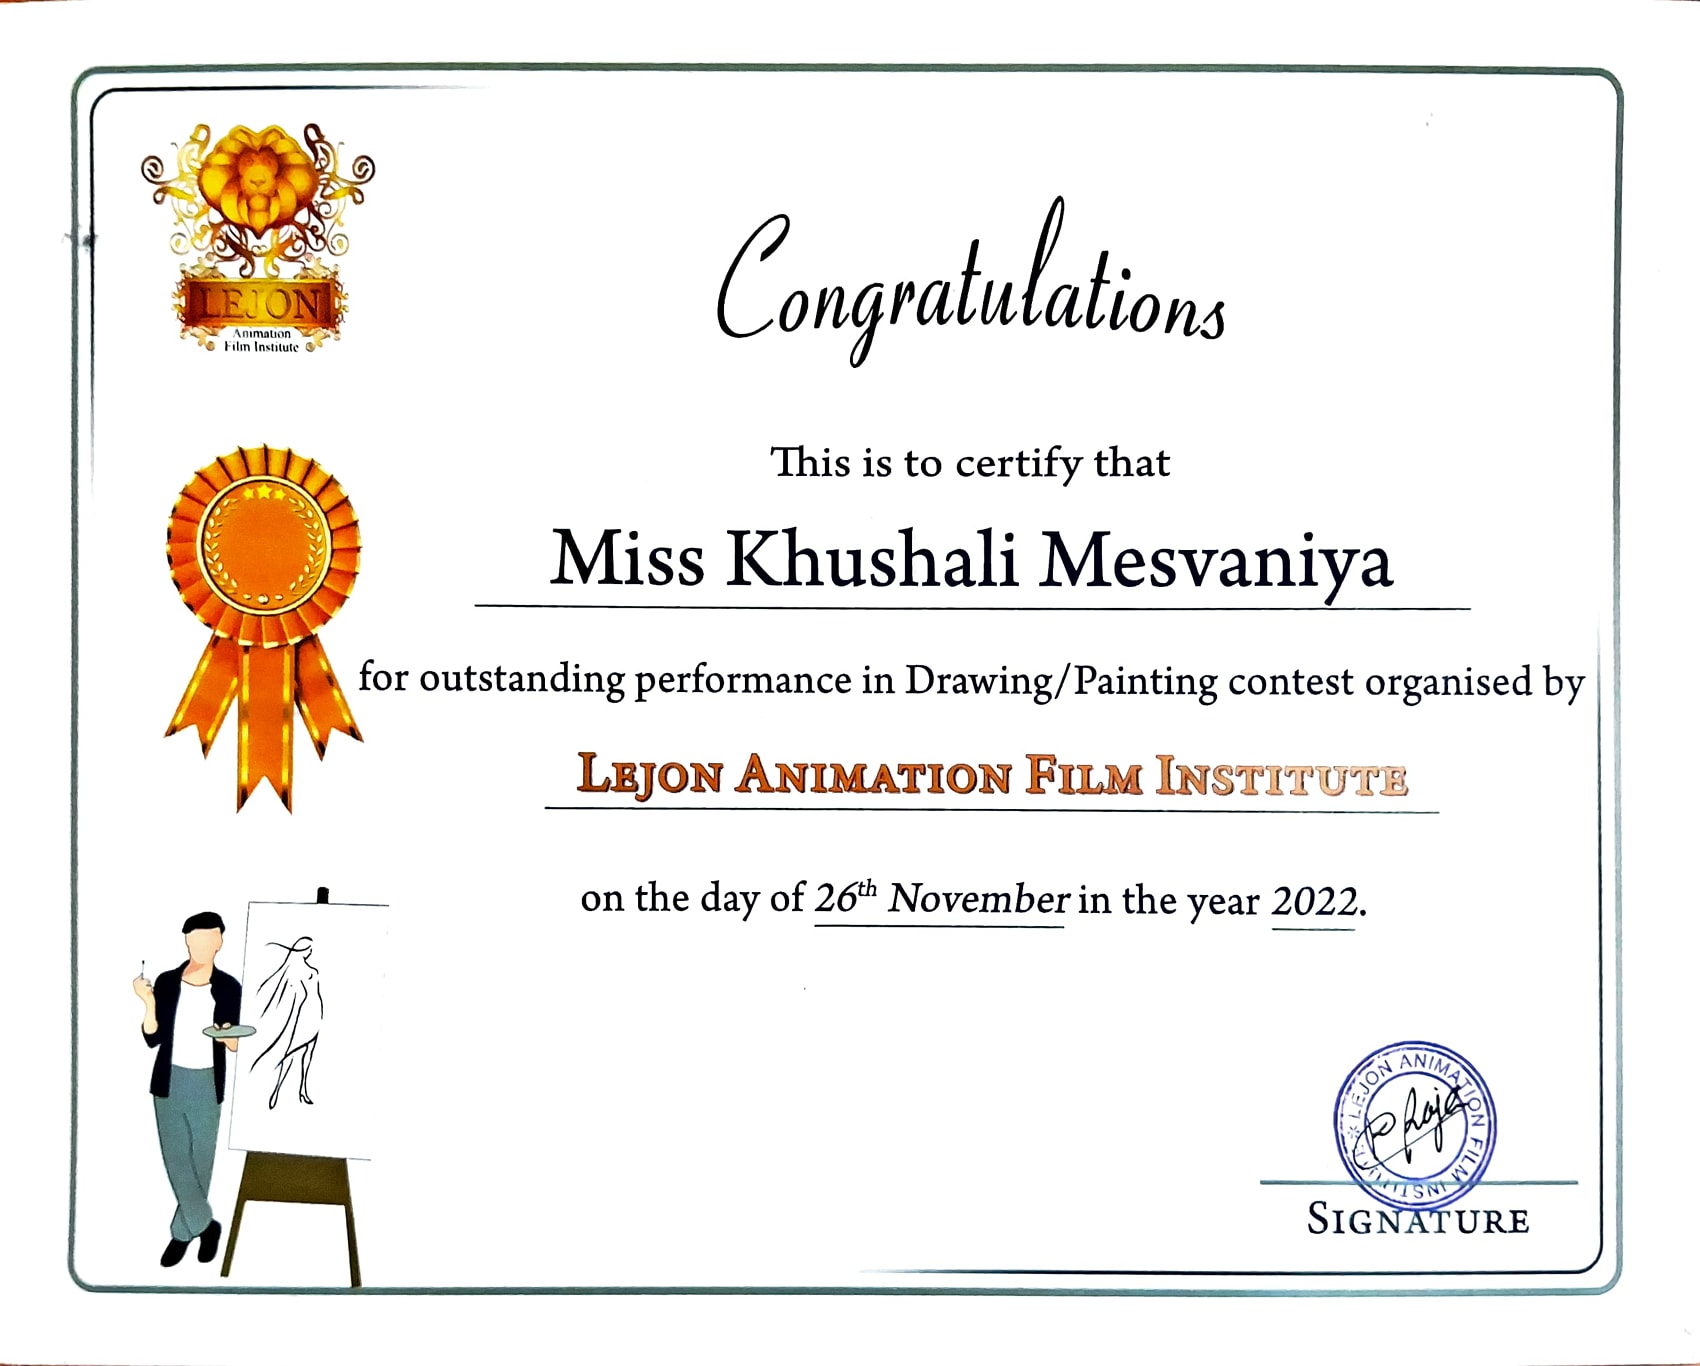 LEJON
Animation
Film Institute
Congratulations
This is to certify that
Miss Khushali Mesvaniya
for outstanding performance in Drawing/Painting contest organised by
LEJON ANIMATION FILM INSTITUTE
on the day of 26th November in the year 2022.
LEJON ANIMATION FILM INSTITUTE
SIGNATURE